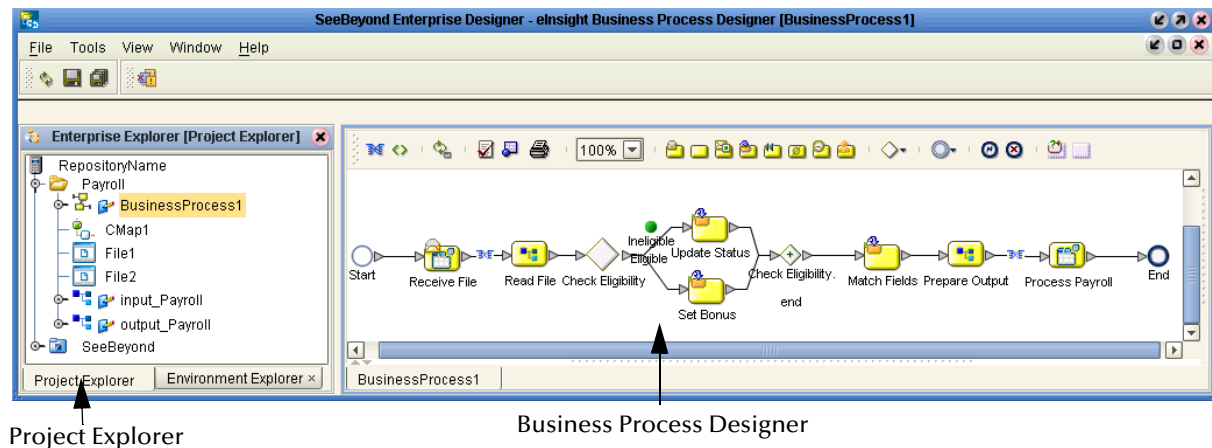 SeeBeyond Enterprise Designer - eInsight Business Process Designer [BusinessProcess1]
File Tools View Window Help
Enterprise Explorer [Project Explorer]
RepositoryName
Payroll
BusinessProcess1
CMap1
File1
File2
input_Payroll
output_Payroll
SeeBeyond
Project Explorer
Environment Explorer ×
100%
Start
Receive File
Read File
Check Eligibility
Ineligible
Eligible
Update Status
Set Bonus
Check Eligibility.
end
Match Fields
Prepare Output
Process Payroll
End
BusinessProcess1
Project Explorer
Business Process Designer